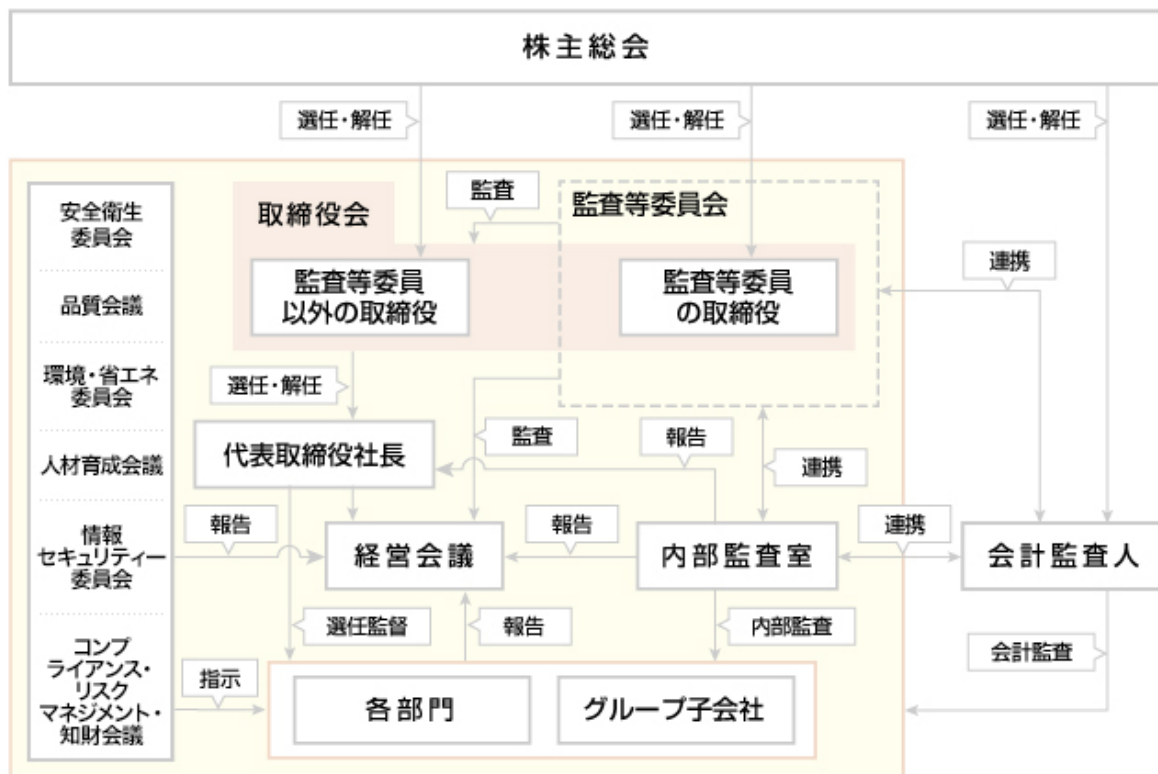 株主総会
選任・解任
選任・解任
選任・解任
安全衛生
委員会
品質会議
環境・省エネ
委員会
人材育成会議
情報
セキュリティー
委員会
コンプ
ライアンス・
リスク
マネジメント・
知財会議
取締役会
監査
監査等委員会
監査等委員
以外の取締役
監査等委員
の取締役
連携
選任・解任
代表取締役社長
監査
報告
連携
報告
経営会議
報告
内部監査室
連携
会計監査人
選任監督
報告
内部監査
会計監査
指示
各部門
グループ子会社